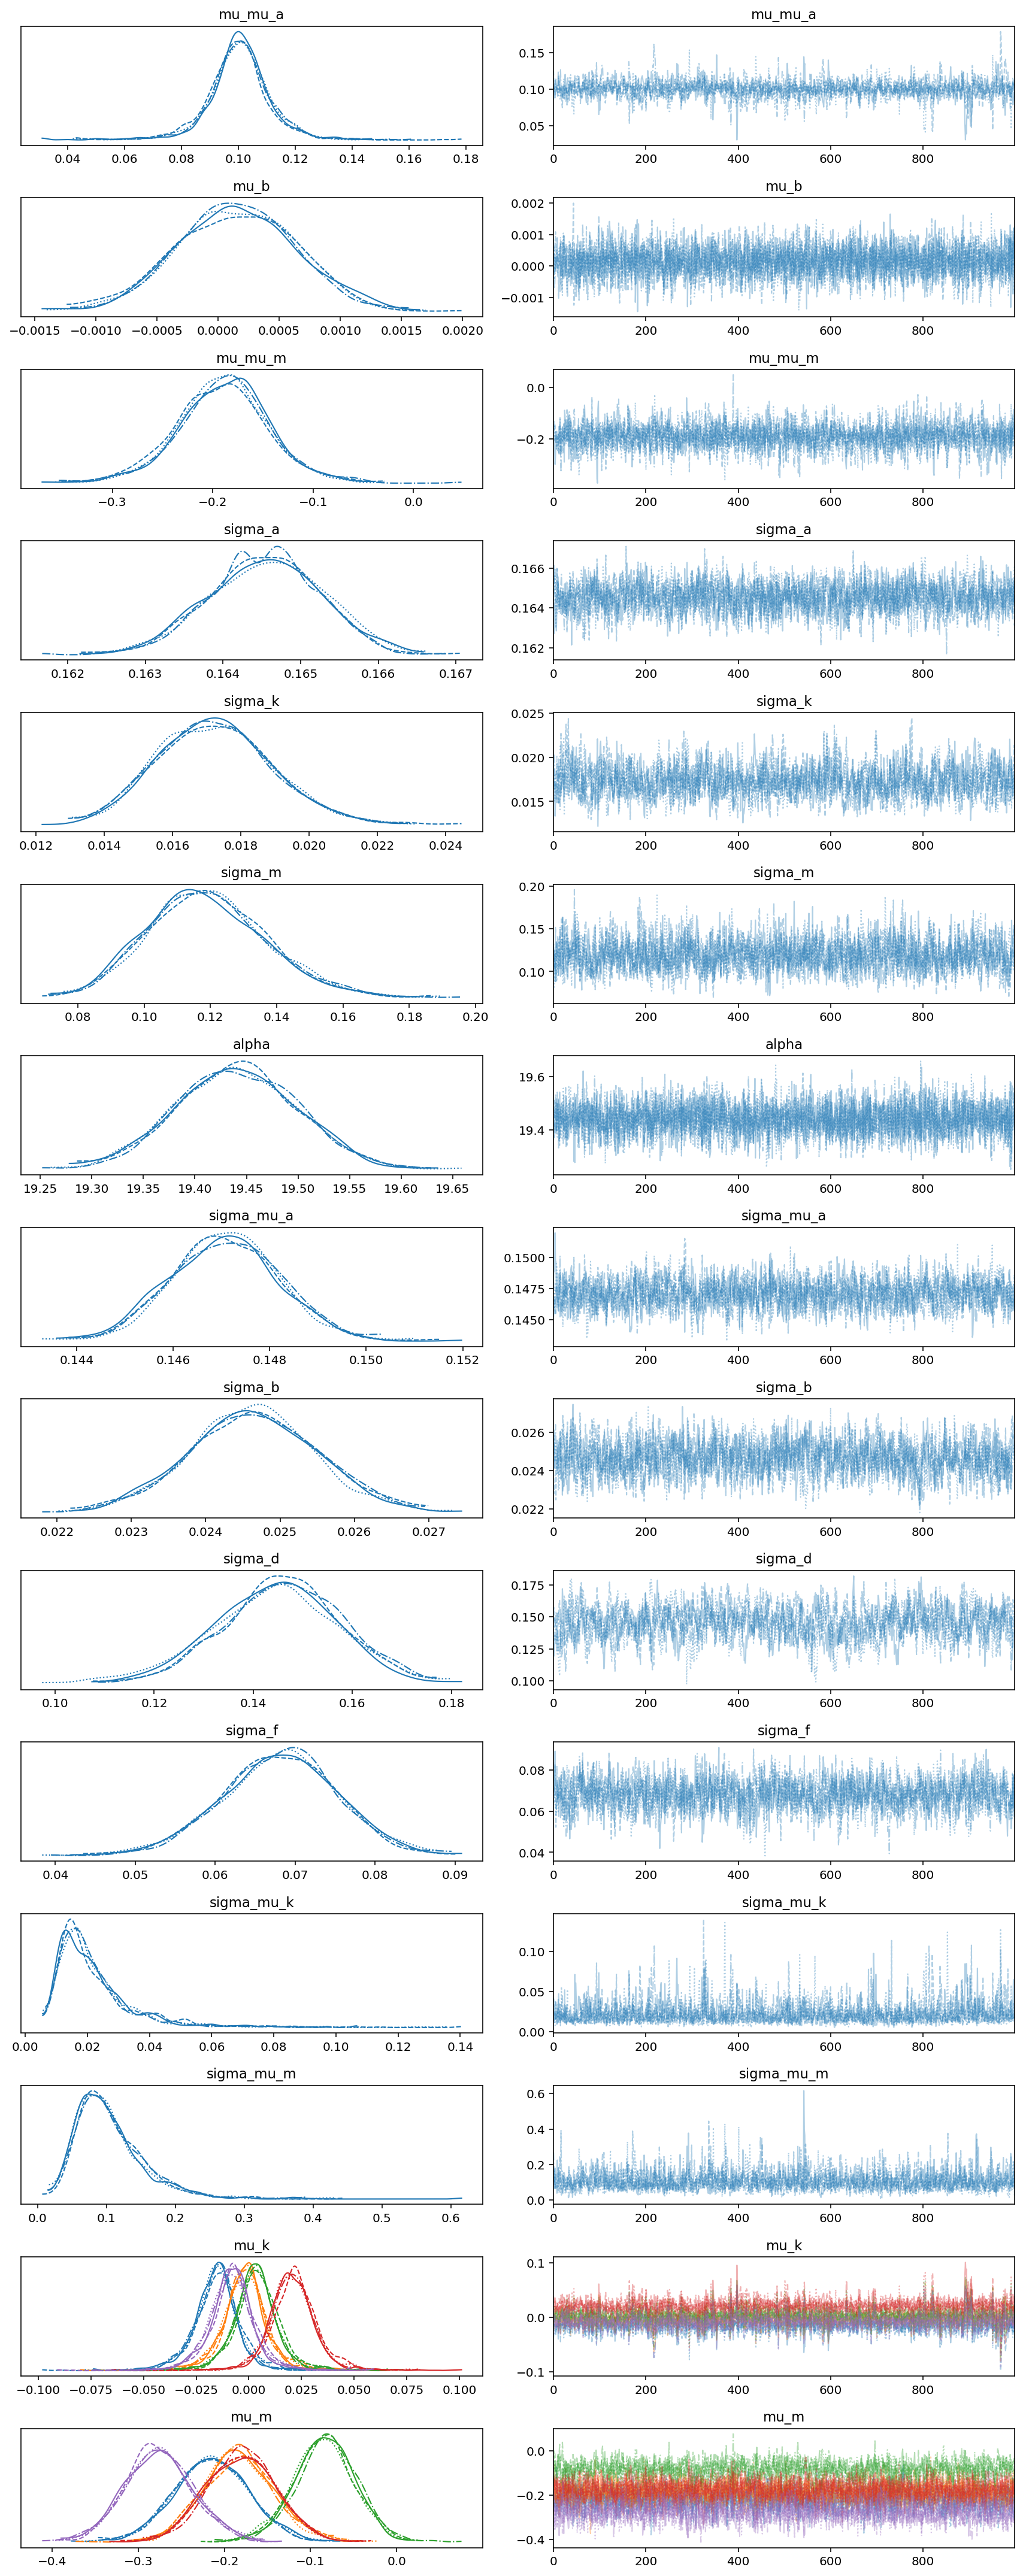 mu_mu_a mu_mu_a
0.15
0.10
0.05
0.04 0.06 0.08 0.10 0.12 0.14 0.16 0.18 0 200 400 600 800
mu_b mu_b
0.002
0.001
0.000
−0.001
−0.0015 −0.0010 −0.0005 0.0000 0.0005 0.0010 0.0015 0.0020 0 200 400 600 800
mu_mu_m mu_mu_m
0.0
−0.2
−0.3 −0.2 −0.1 0.0 0 200 400 600 800
sigma_a sigma_a
0.166
0.164
0.162
0.162 0.163 0.164 0.165 0.166 0.167 0 200 400 600 800
sigma_k sigma_k
0.025
0.020
0.015
0.012 0.014 0.016 0.018 0.020 0.022 0.024 0 200 400 600 800
sigma_m sigma_m
0.20
0.15
0.10
0.08 0.10 0.12 0.14 0.16 0.18 0.20 0 200 400 600 800
alpha alpha
19.6
19.4
19.25 19.30 19.35 19.40 19.45 19.50 19.55 19.60 19.65 0 200 400 600 800
sigma_mu_a sigma_mu_a
0.1500
0.1475
0.1450
0.144 0.146 0.148 0.150 0.152 0 200 400 600 800
sigma_b sigma_b
0.026
0.024
0.022
0.022 0.023 0.024 0.025 0.026 0.027 0 200 400 600 800
sigma_d sigma_d
0.175
0.150
0.125
0.100
0.10 0.12 0.14 0.16 0.18 0 200 400 600 800
sigma_f sigma_f
0.08
0.06
0.04
0.04 0.05 0.06 0.07 0.08 0.09 0 200 400 600 800
sigma_mu_k sigma_mu_k
0.10
0.05
0.00
0.00 0.02 0.04 0.06 0.08 0.10 0.12 0.14 0 200 400 600 800
sigma_mu_m sigma_mu_m
0.6
0.4
0.2
0.0
0.0 0.1 0.2 0.3 0.4 0.5 0.6 0 200 400 600 800
mu_k mu_k
0.1
0.0
−0.1
−0.100 −0.075 −0.050 −0.025 0.000 0.025 0.050 0.075 0.100 0 200 400 600 800
mu_m mu_m
0.0
−0.2
−0.4
−0.4 −0.3 −0.2 −0.1 0.0 0 200 400 600 800